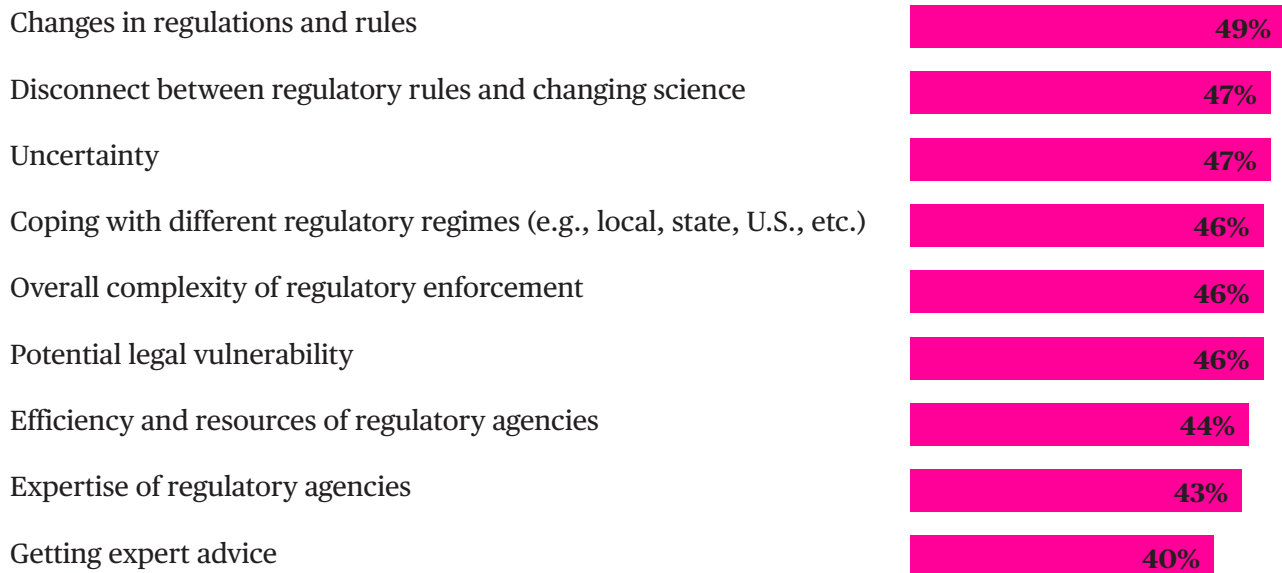 Changes in regulations and rules 49%
Disconnect between regulatory rules and changing science 47%
Uncertainty 47%
Coping with different regulatory regimes (e.g., local, state, U.S., etc.) 46%
Overall complexity of regulatory enforcement 46%
Potential legal vulnerability 46%
Efficiency and resources of regulatory agencies 44%
Expertise of regulatory agencies 43%
Getting expert advice 40%